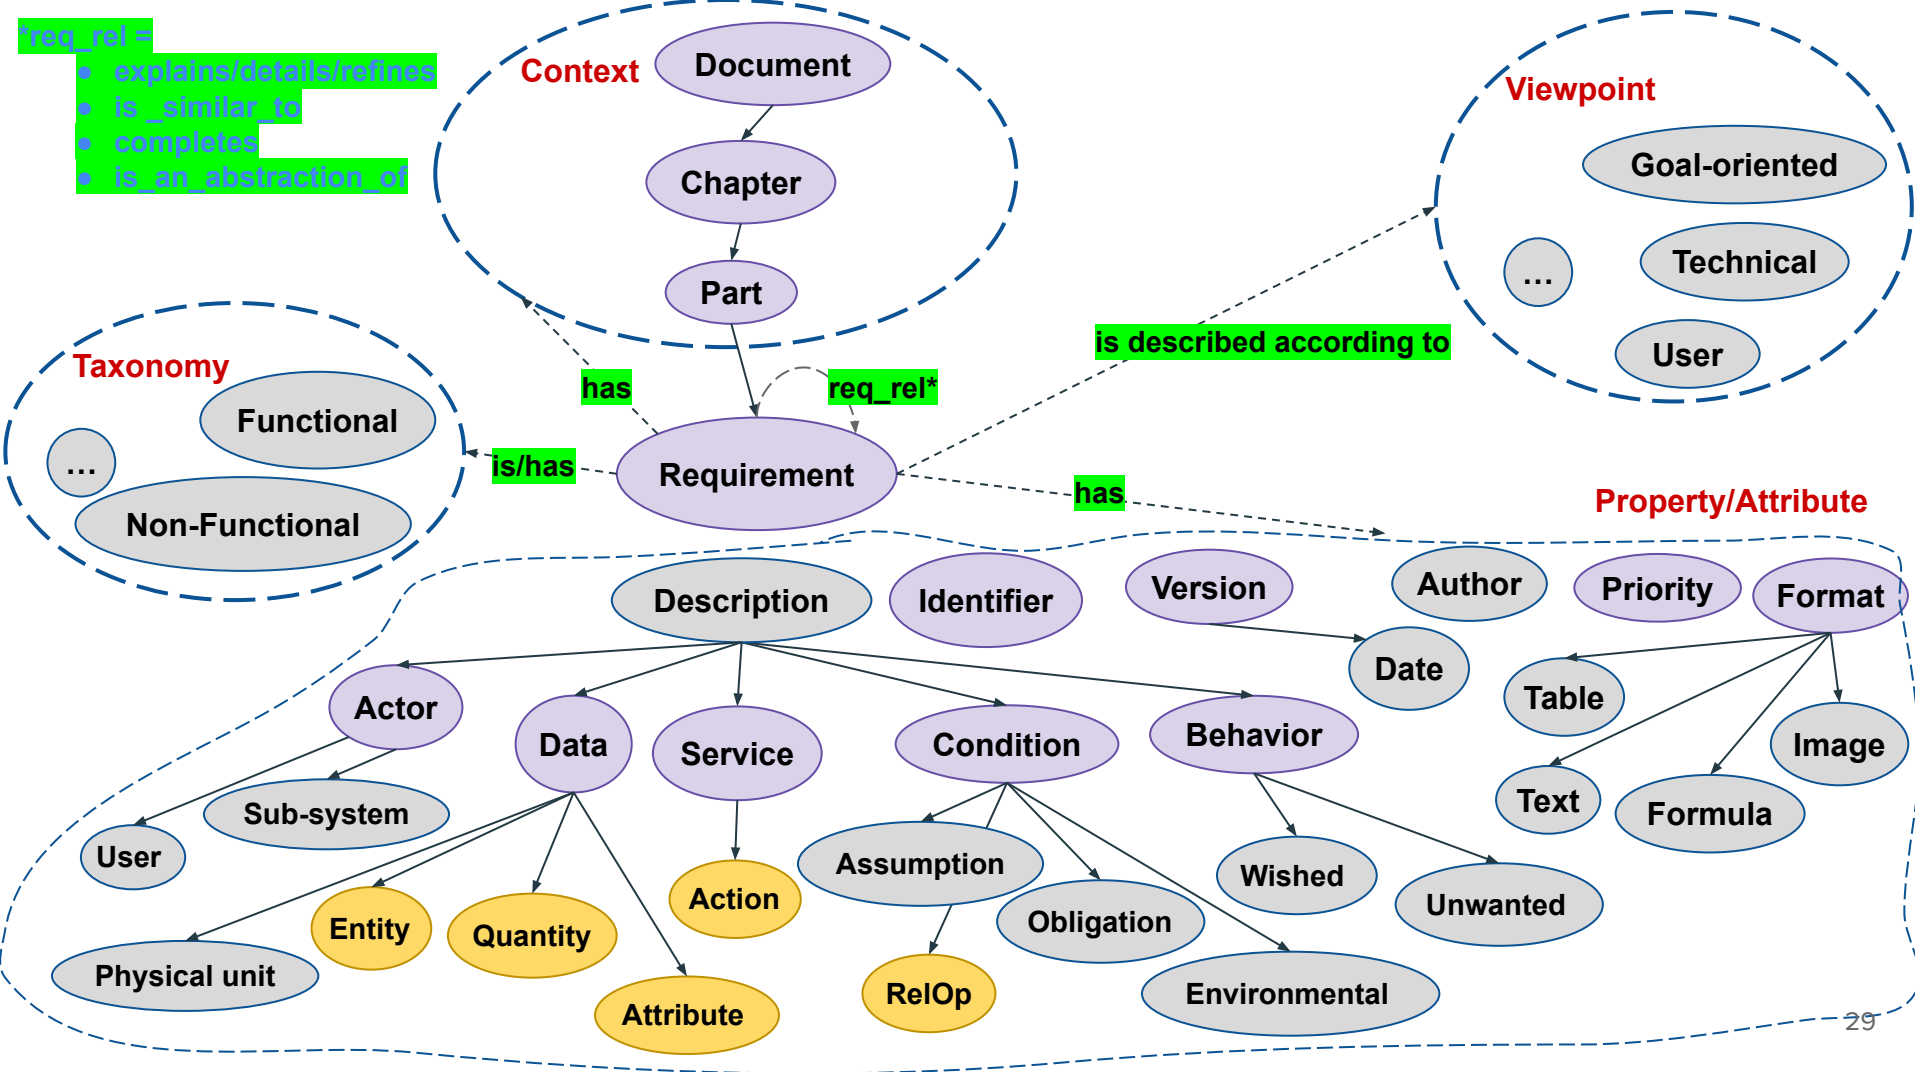 *req_rel =
● explains/details/refines
● is _similar_to
● completes
● is_an_abstraction_of
Context
Document
Chapter
Part
Viewpoint
Goal-oriented
Technical
...
User
is described according to
Taxonomy
Functional
...
Non-Functional
has
req_rel*
is/has
Requirement
has
Property/Attribute
Description
Identifier
Version
Author
Priority
Format
Date
Table
Image
Text
Formula
Actor
Data
Service
Condition
Behavior
Sub-system
User
Physical unit
Entity
Quantity
Attribute
Action
Assumption
RelOp
Obligation
Environmental
Wished
Unwanted
29